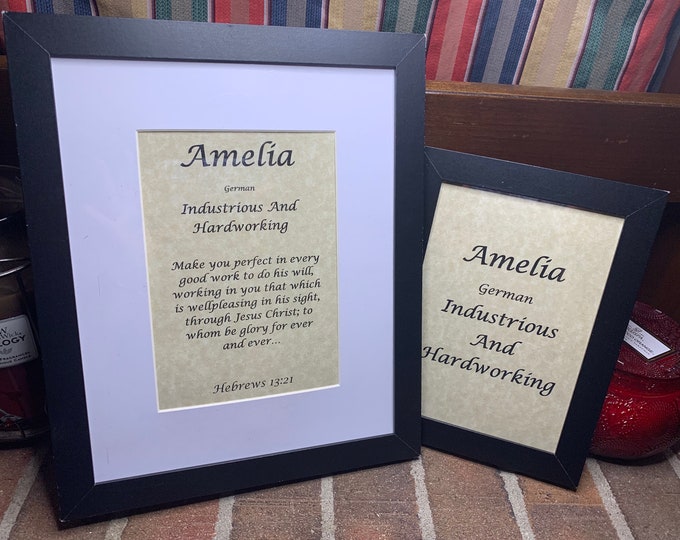 Amelia
German
Industrious And
Hardworking
Make you perfect in every
good work to do his will,
working in you that which
is wellpleasing in his sight,
through Jesus Christ; to
whom be glory for ever
and ever...
Hebrews 13:21
Amelia
German
Industrious
And
Hardworking